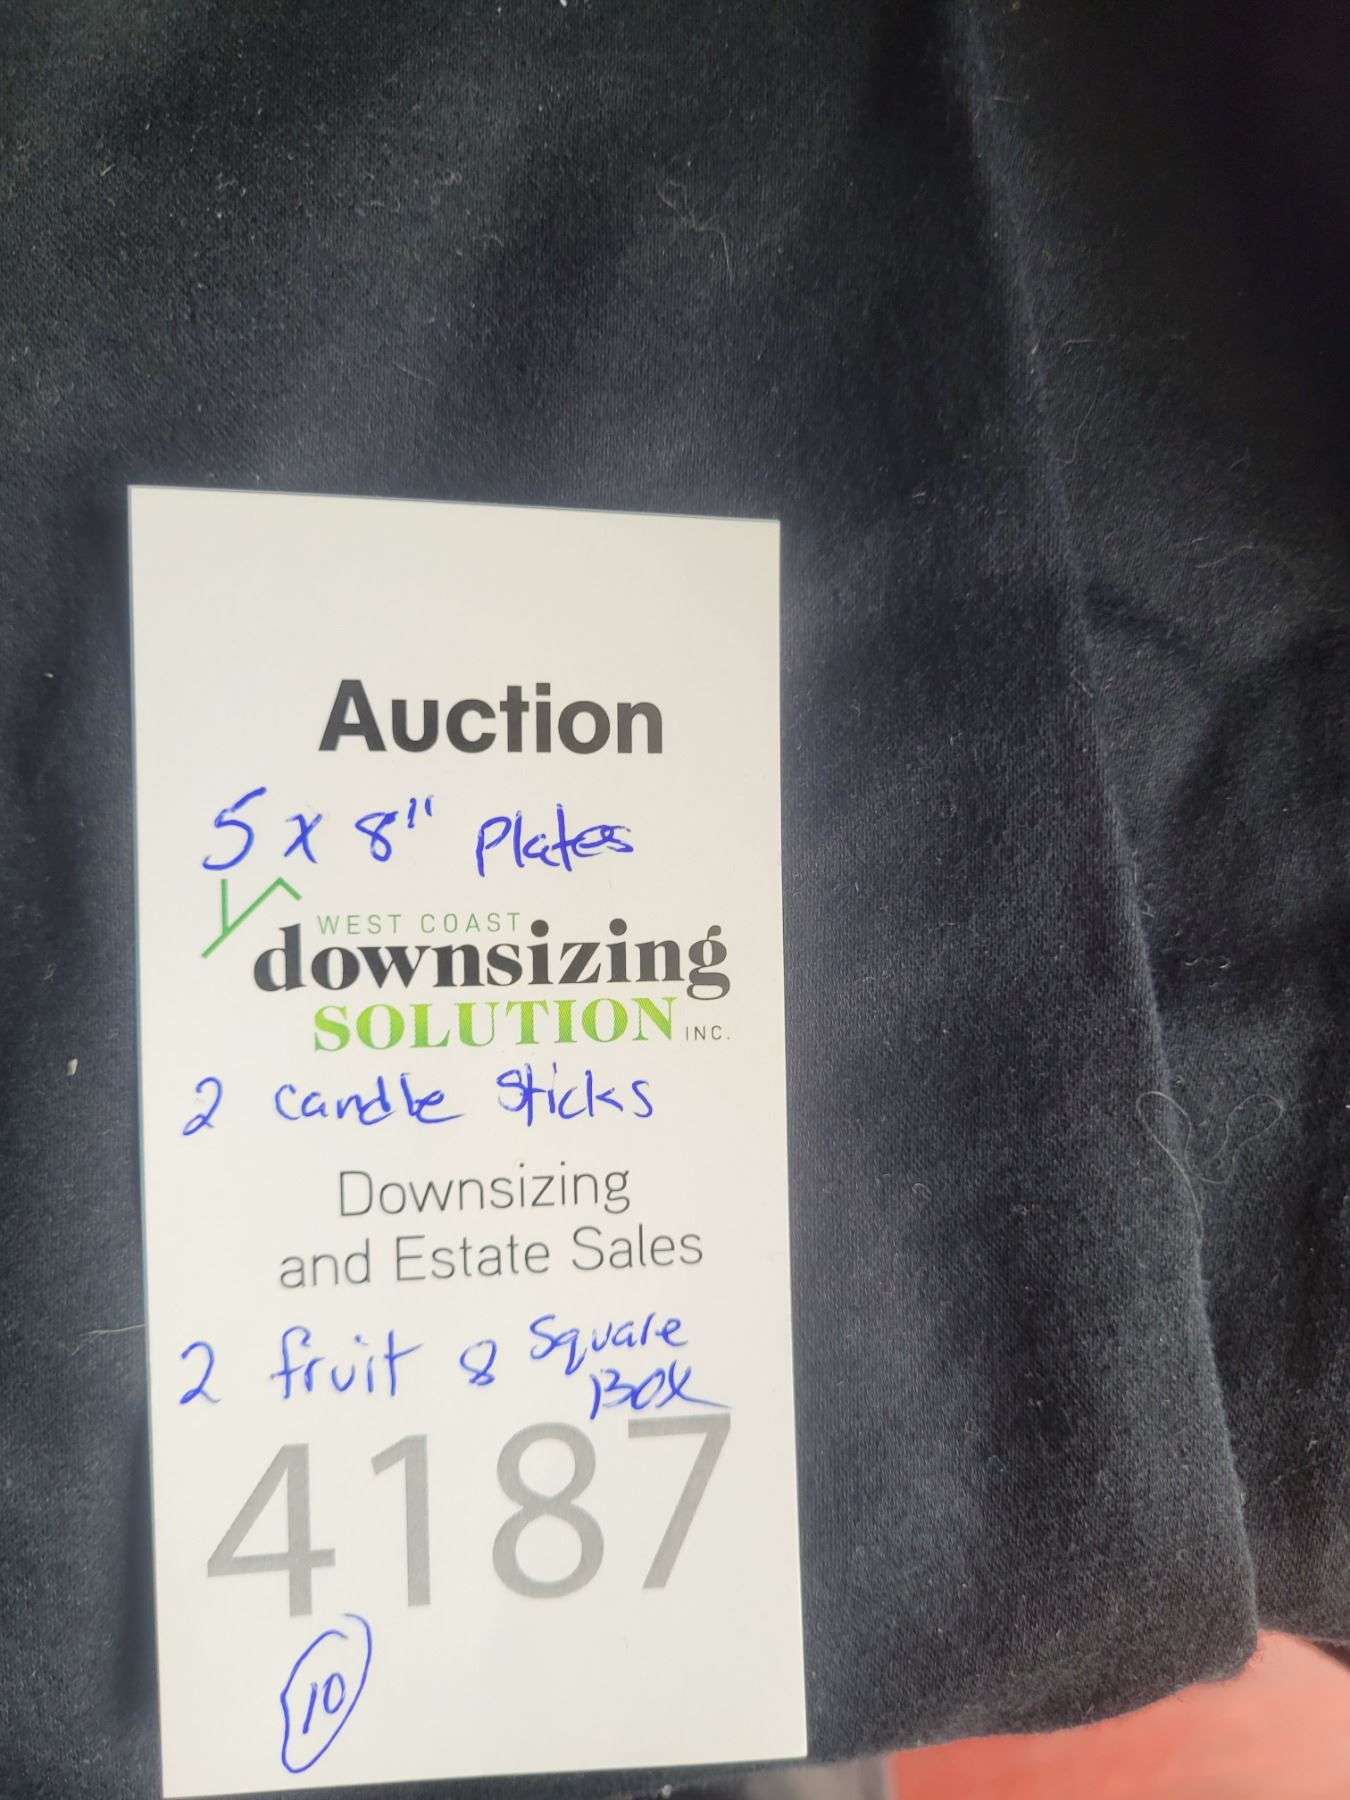 Auction
5 x 8" Plates
WEST COAST
downsizing
SOLUTION INC.
2 candle sticks
Downsizing
and Estate Sales
2 fruit & Square
Box
4187
10